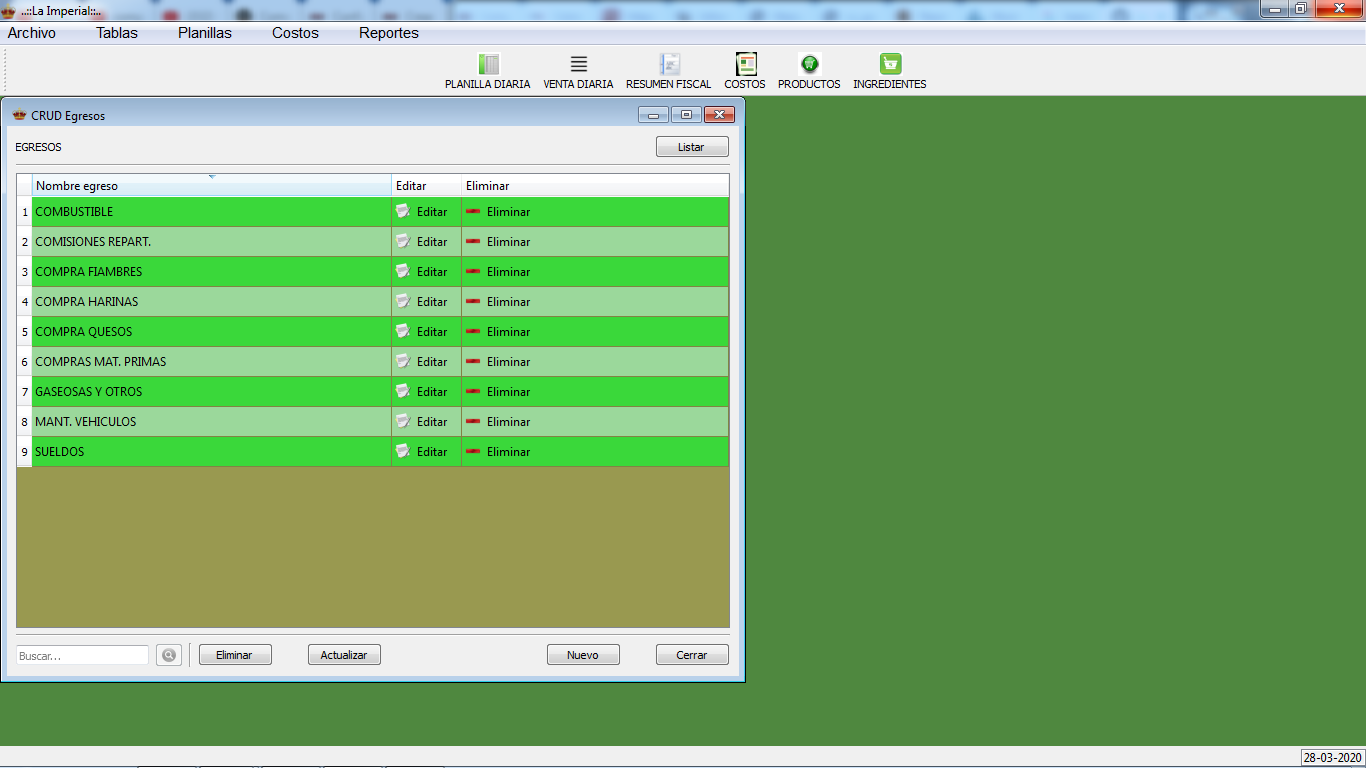 ..::La Imperial::..
Archivo Tablas Planillas Costos Reportes
PLANILLA DIARIA VENTA DIARIA RESUMEN FISCAL COSTOS PRODUCTOS INGREDIENTES
CRUD Egresos
EGRESOS Listar
Nombre egreso Editar Eliminar
1 COMBUSTIBLE Editar Eliminar
2 COMISIONES REPART. Editar Eliminar
3 COMPRA FIAMBRES Editar Eliminar
4 COMPRA HARINAS Editar Eliminar
5 COMPRA QUESOS Editar Eliminar
6 COMPRAS MAT. PRIMAS Editar Eliminar
7 GASEOSAS Y OTROS Editar Eliminar
8 MANT. VEHICULOS Editar Eliminar
9 SUELDOS Editar Eliminar
Buscar... Eliminar Actualizar Nuevo Cerrar
28-03-2020